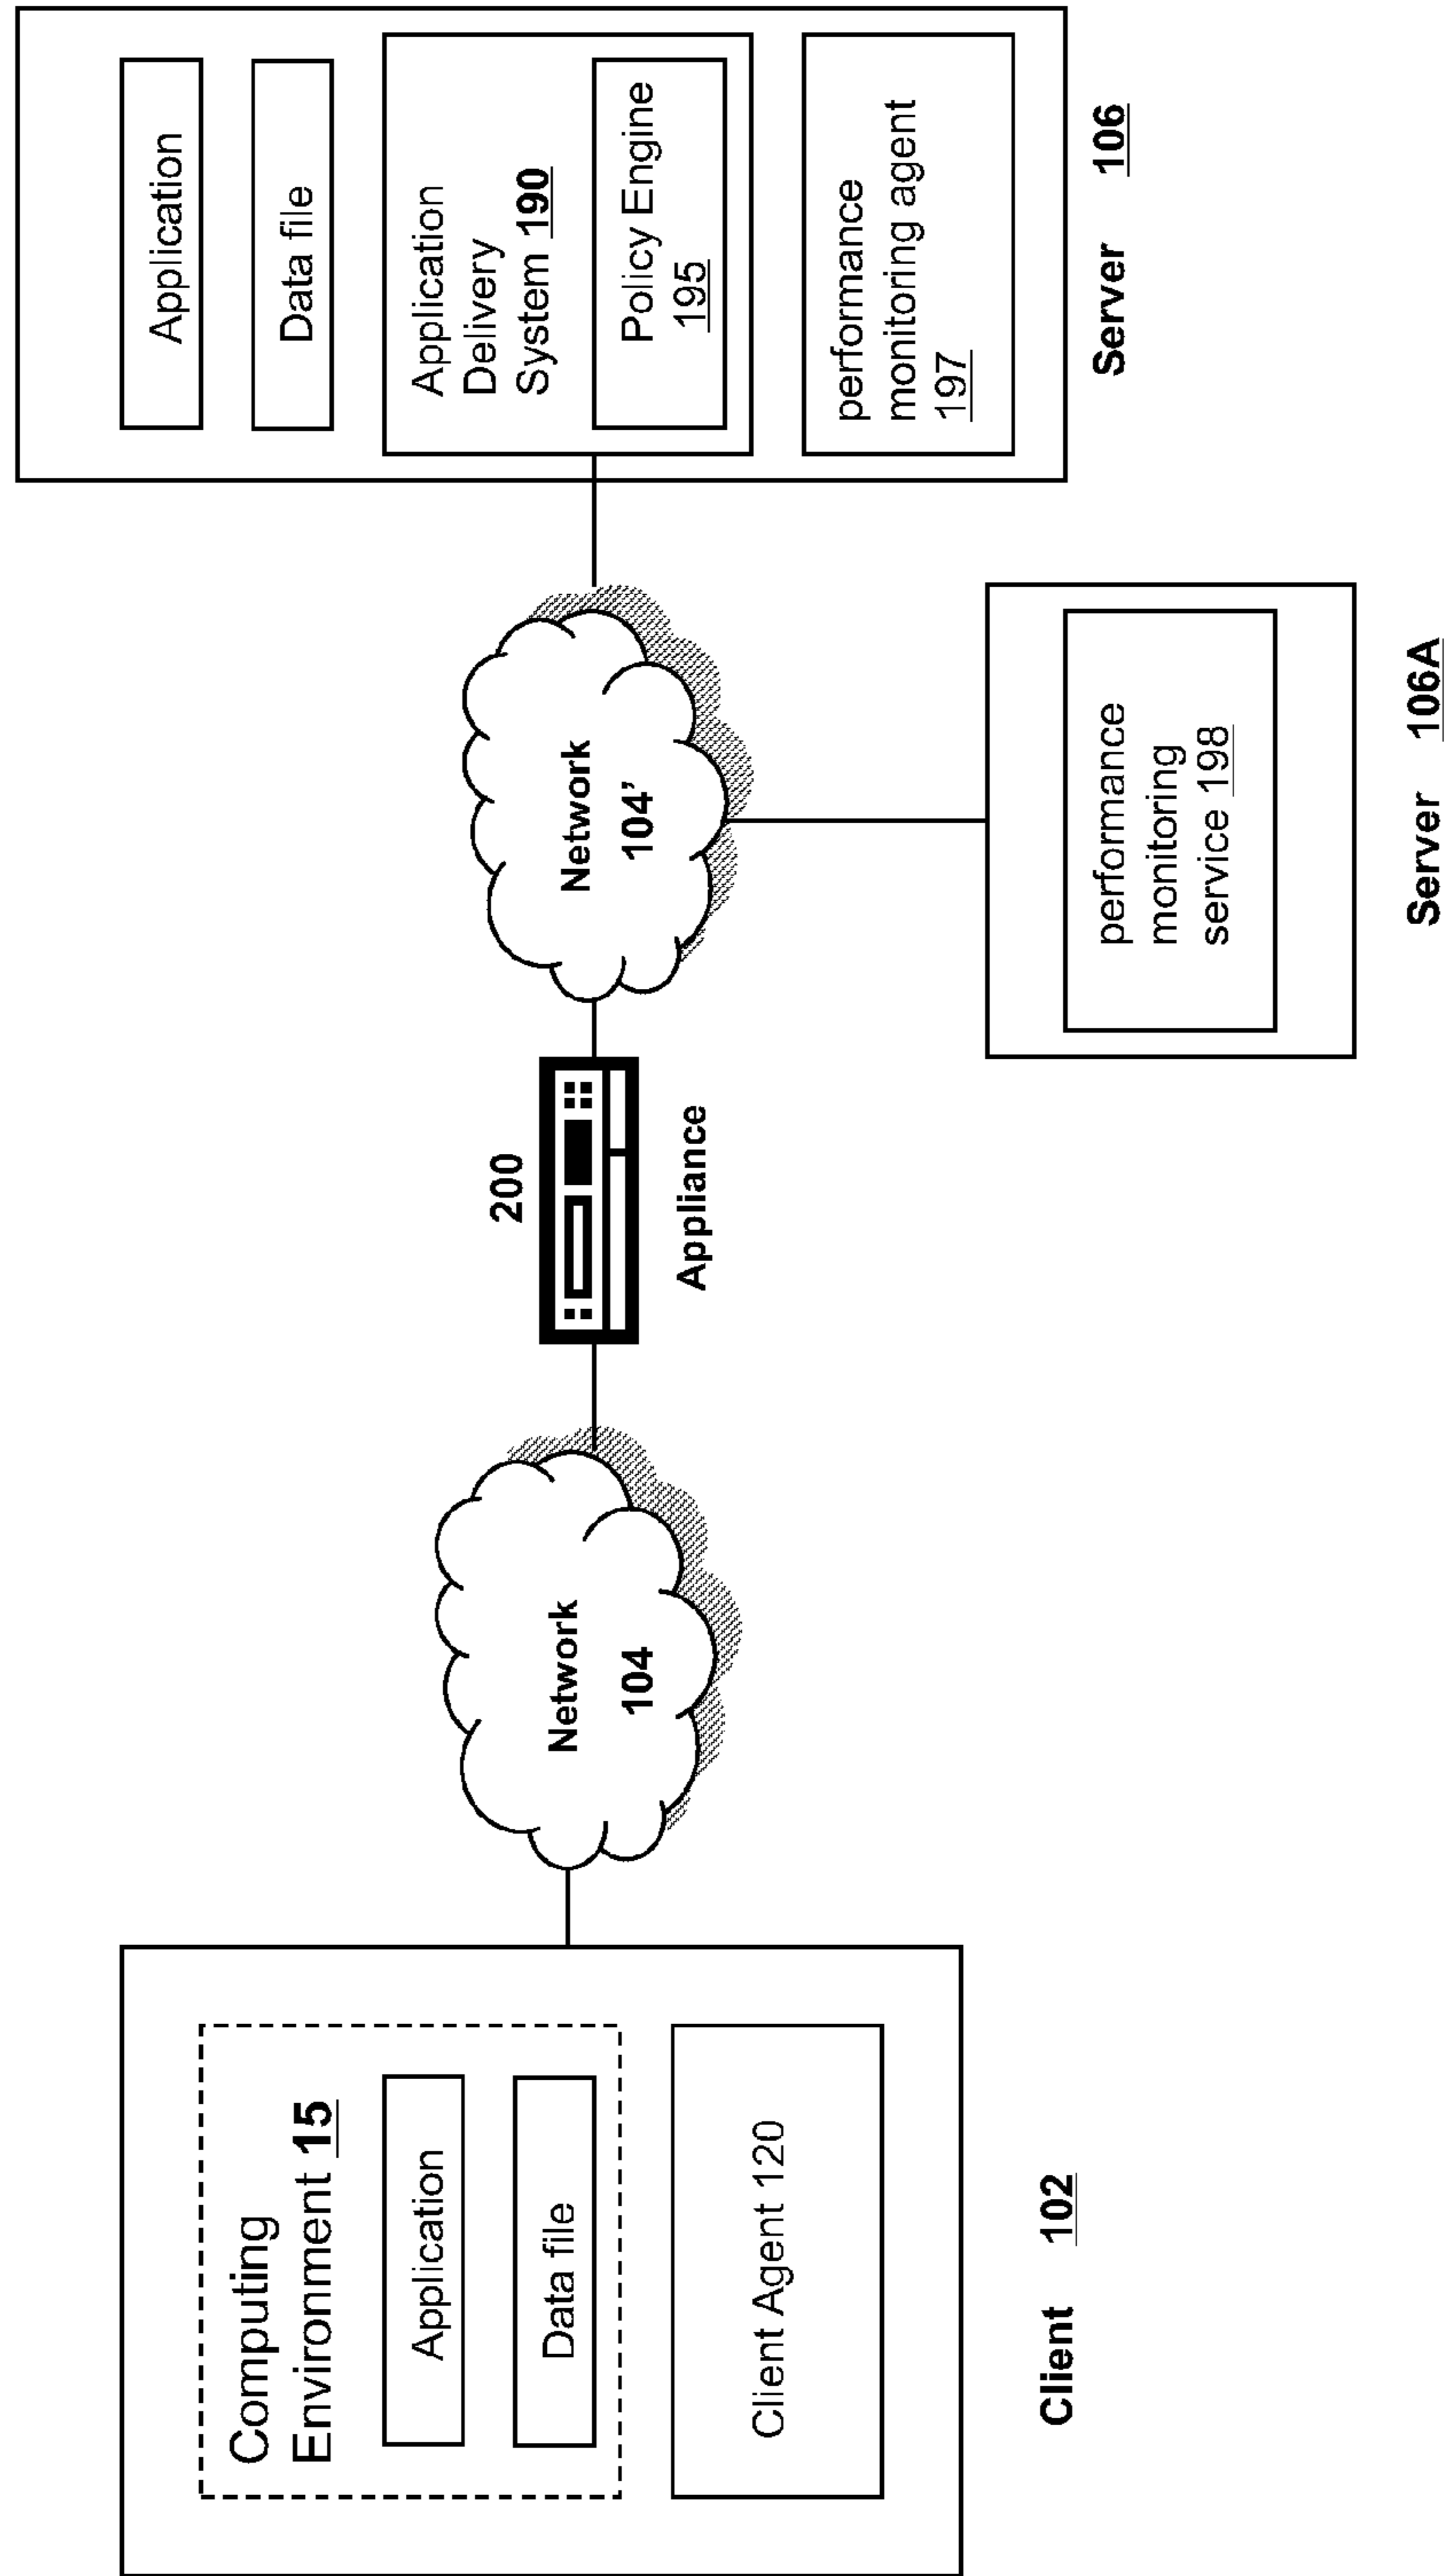 Computing
Environment 15
Application
Data file
Client Agent 120
Client 102
Network
104
200
Appliance
Network
104’
performance
monitoring
service 198
Server 106A
Application
Data file
Application
Delivery
System 190
Policy Engine
195
performance
monitoring agent
197
Server 106